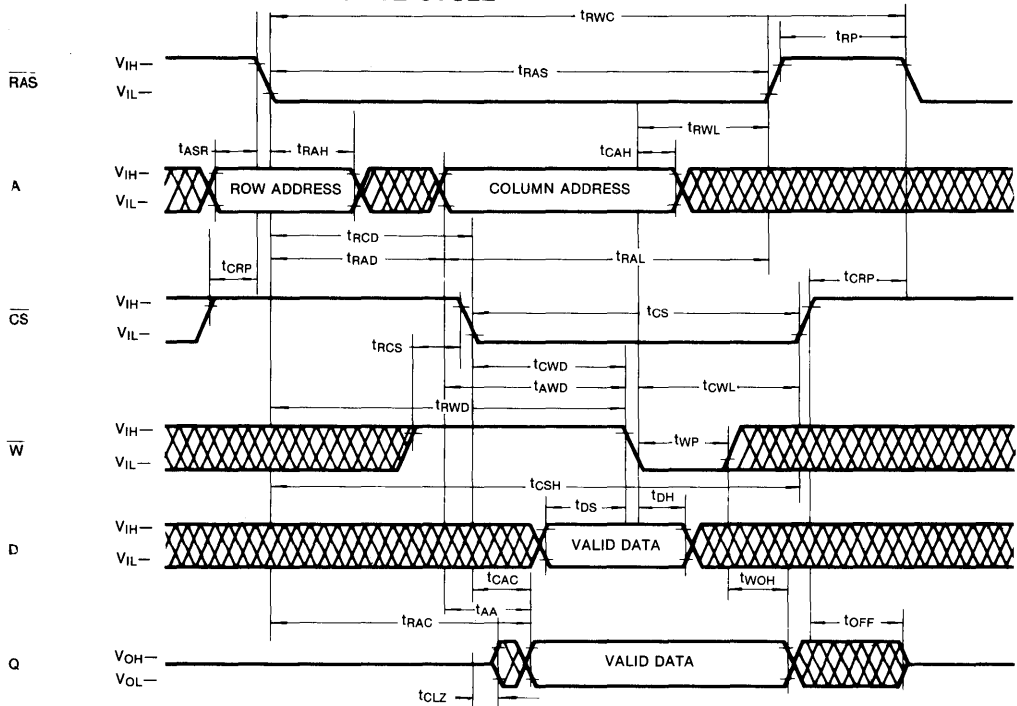 tRWC
tRP
VIH—
RAS
tRAS
VIL—
tRWL
tASR
tRAH
tCAH
VIH—
A
ROW ADDRESS
COLUMN ADDRESS
VIL—
tRCD
tRAD
tRAL
tCRP
tCRP
VIH—
CS
tCS
VIL—
tRCS
tCWD
tCWL
tAWD
tRWD
VIH—
W
tWP
VIL—
tCSH
tDS
tDH
VIH—
D
VALID DATA
VIL—
tCAC
tWOH
tAA
tRAC
tOFF
VOH—
Q
VALID DATA
VOL—
tCLZ